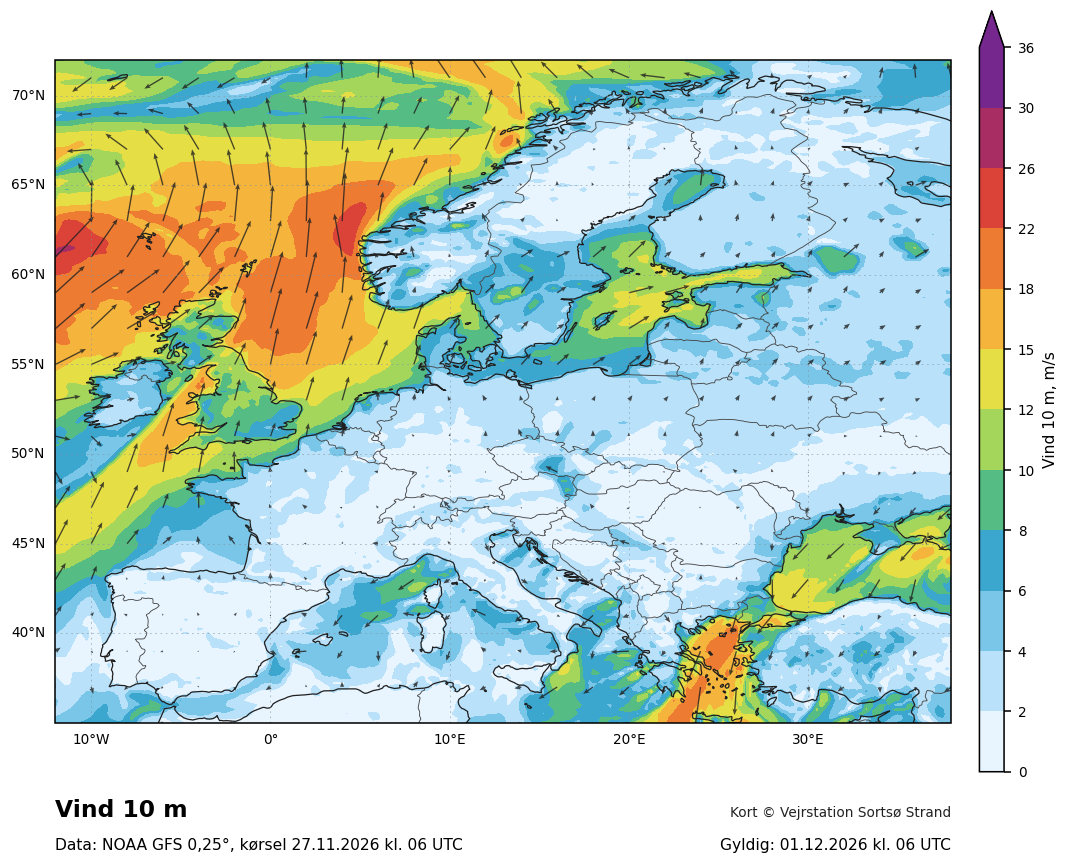 36
30
26
22
18
15
12
10
8
6
4
2
0
Vind 10 m, m/s
70°N
65°N
60°N
55°N
50°N
45°N
40°N
10°W 0° 10°E 20°E 30°E
Vind 10 m
Kort © Vejrstation Sortsø Strand
Data: NOAA GFS 0,25°, kørsel 27.11.2026 kl. 06 UTC
Gyldig: 01.12.2026 kl. 06 UTC